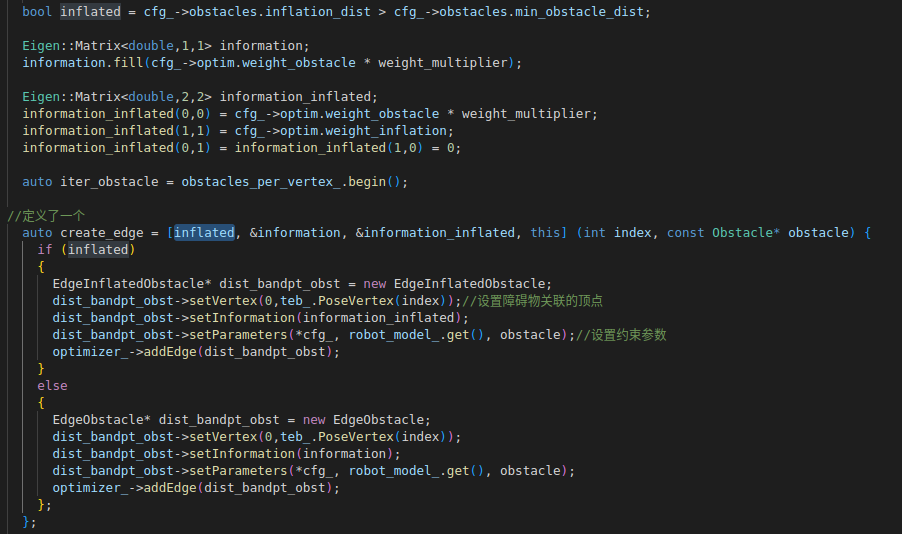 bool inflated = cfg_->obstacles.inflation_dist > cfg_->obstacles.min_obstacle_dist;
Eigen::Matrix<double,1,1> information;
information.fill(cfg_->optim.weight_obstacle * weight_multiplier);
Eigen::Matrix<double,2,2> information_inflated;
information_inflated(0,0) = cfg_->optim.weight_obstacle * weight_multiplier;
information_inflated(1,1) = cfg_->optim.weight_inflation;
information_inflated(0,1) = information_inflated(1,0) = 0;
auto iter_obstacle = obstacles_per_vertex_.begin();
//定义了一个
auto create_edge = [inflated, &information, &information_inflated, this] (int index, const Obstacle* obstacle) {
if (inflated)
{
EdgeInflatedObstacle* dist_bandpt_obst = new EdgeInflatedObstacle;
dist_bandpt_obst->setVertex(0,teb_.PoseVertex(index));//设置障碍物关联的顶点
dist_bandpt_obst->setInformation(information_inflated);
dist_bandpt_obst->setParameters(*cfg_, robot_model_.get(), obstacle);//设置约束参数
optimizer_->addEdge(dist_bandpt_obst);
}
else
{
EdgeObstacle* dist_bandpt_obst = new EdgeObstacle;
dist_bandpt_obst->setVertex(0,teb_.PoseVertex(index));
dist_bandpt_obst->setInformation(information);
dist_bandpt_obst->setParameters(*cfg_, robot_model_.get(), obstacle);
optimizer_->addEdge(dist_bandpt_obst);
};
};